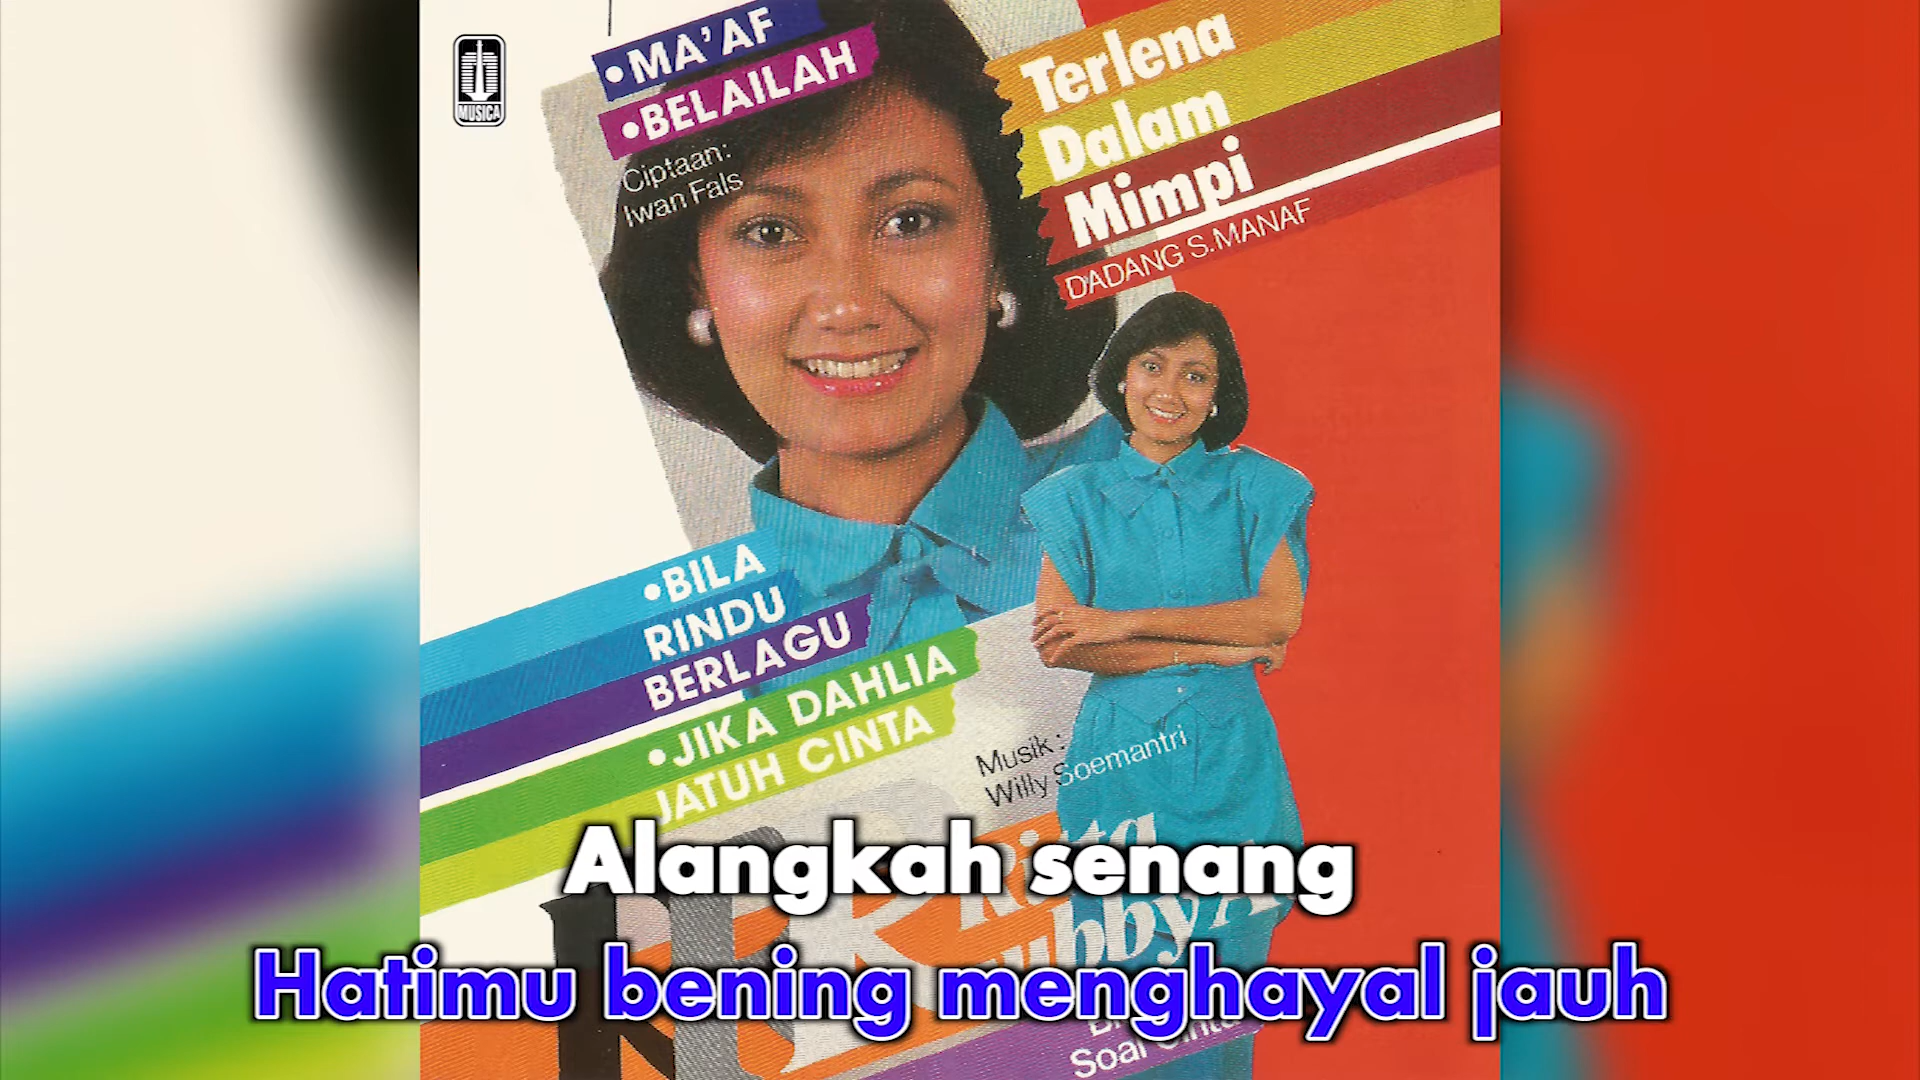 MUSICA
•MA'AF
•BELAILAH
Ciptaan:
Iwan Fals
Terlena
Dalam
Mimpi
DADANG S.MANAF
•BILA
RINDU
BERLAGU
•JIKA DAHLIA
JATUH CINTA
Musik :
Willy Soemantri
Alangkah senang
Hatimu bening menghayal jauh
Soal